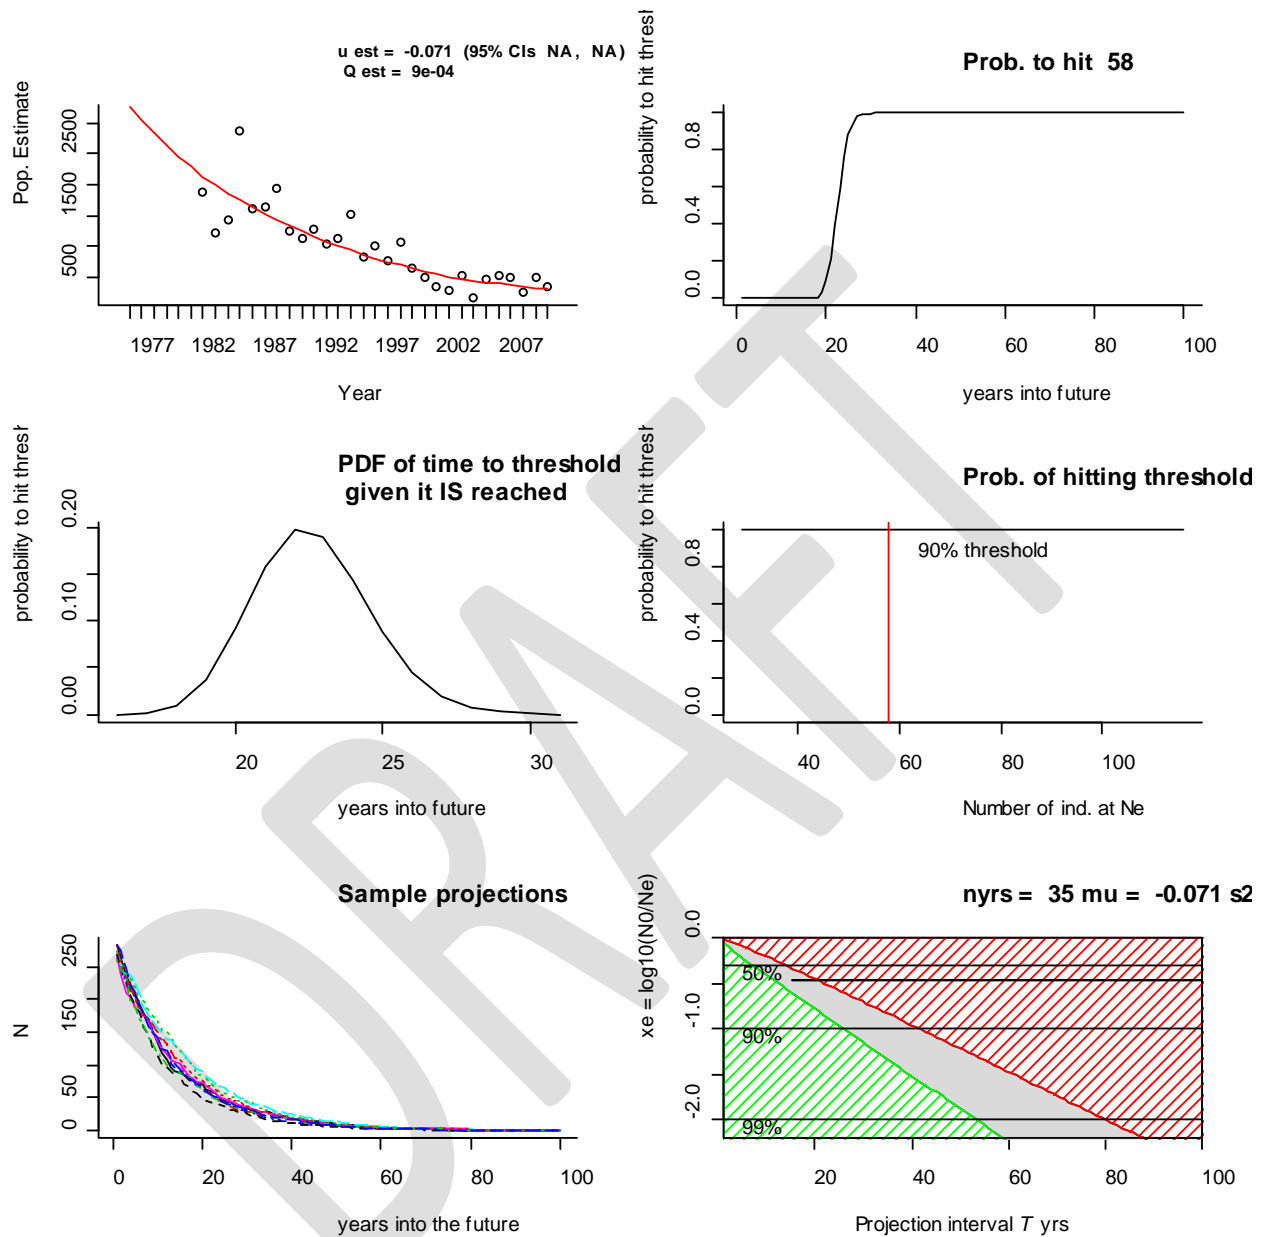 u est = -0.071 (95% CIs NA, NA)
Q est = 9e-04
Pop. Estimate
500
1500
2500
1977 1982 1987 1992 1997 2002 2007
Year
Prob. to hit 58
probability to hit thresh
0.0
0.4
0.8
0 20 40 60 80 100
years into future
PDF of time to threshold
given it IS reached
probability to hit thresh
0.00
0.10
0.20
20 25 30
years into future
Prob. of hitting threshold
probability to hit thresh
0.0
0.4
0.8
90% threshold
40 60 80 100
Number of ind. at Ne
Sample projections
N
0
50
150
250
0 20 40 60 80 100
years into the future
nyrs = 35 mu = -0.071 s2
xe = log10(N0/Ne)
0.0
-1.0
-2.0
50%
90%
99%
20 40 60 80 100
Projection interval T yrs
DRAFT